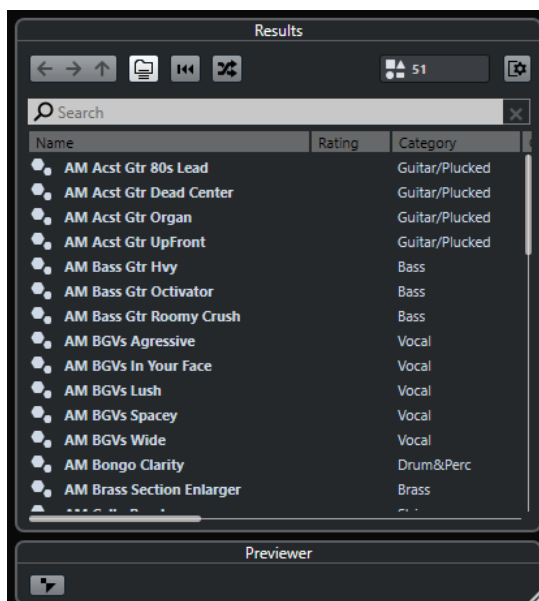 Results
51
Search
Name Rating Category
AM Acst Gtr 80s Lead Guitar/Plucked
AM Acst Gtr Dead Center Guitar/Plucked
AM Acst Gtr Organ Guitar/Plucked
AM Acst Gtr UpFront Guitar/Plucked
AM Bass Gtr Hvy Bass
AM Bass Gtr Octivator Bass
AM Bass Gtr Roomy Crush Bass
AM BGVs Agressive Vocal
AM BGVs In Your Face Vocal
AM BGVs Lush Vocal
AM BGVs Spacey Vocal
AM BGVs Wide Vocal
AM Bongo Clarity Drum&Perc
AM Brass Section Enlarger Brass
Previewer